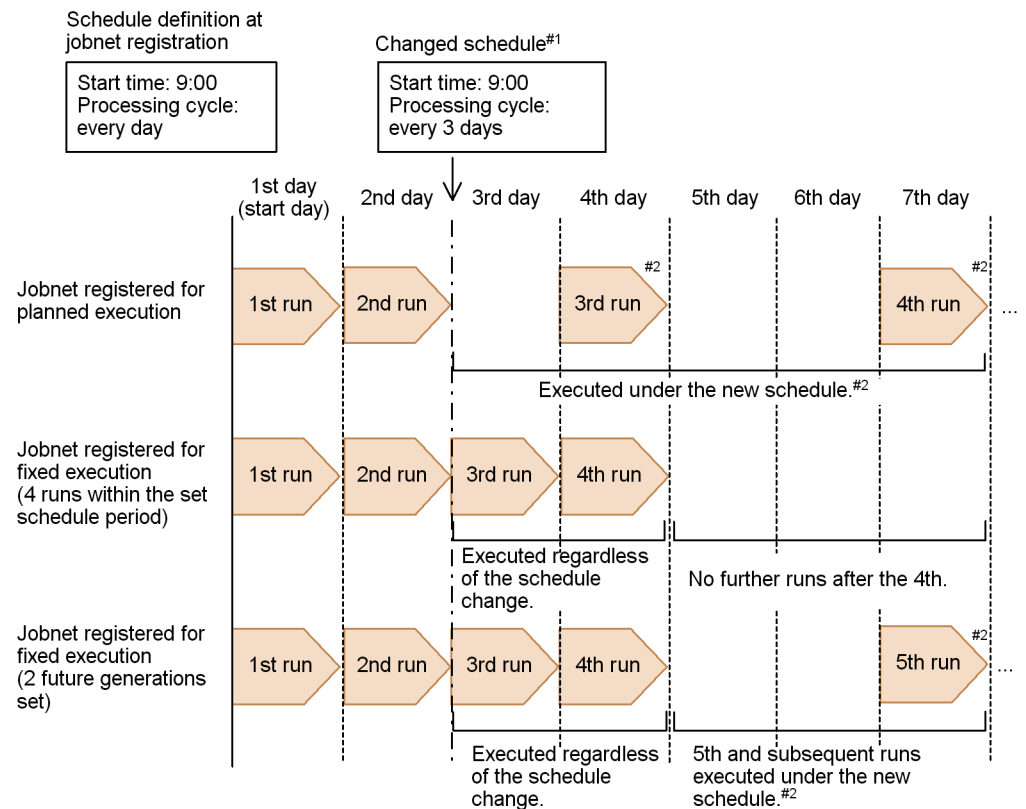 Schedule definition at
jobnet registration
Start time: 9:00
Processing cycle:
every day
Changed schedule#1
Start time: 9:00
Processing cycle:
every 3 days
1st day
(start day)
2nd day
3rd day
4th day
5th day
6th day
7th day
Jobnet registered for
planned execution
1st run
2nd run
3rd run
#2
4th run
#2
...
Executed under the new schedule.#2
Jobnet registered for
fixed execution
(4 runs within the set
schedule period)
1st run
2nd run
3rd run
4th run
Executed regardless
of the schedule
change.
No further runs after the 4th.
Jobnet registered for
fixed execution
(2 future generations
set)
1st run
2nd run
3rd run
4th run
5th run
#2
...
Executed regardless
of the schedule
change.
5th and subsequent runs
executed under the new
schedule.#2